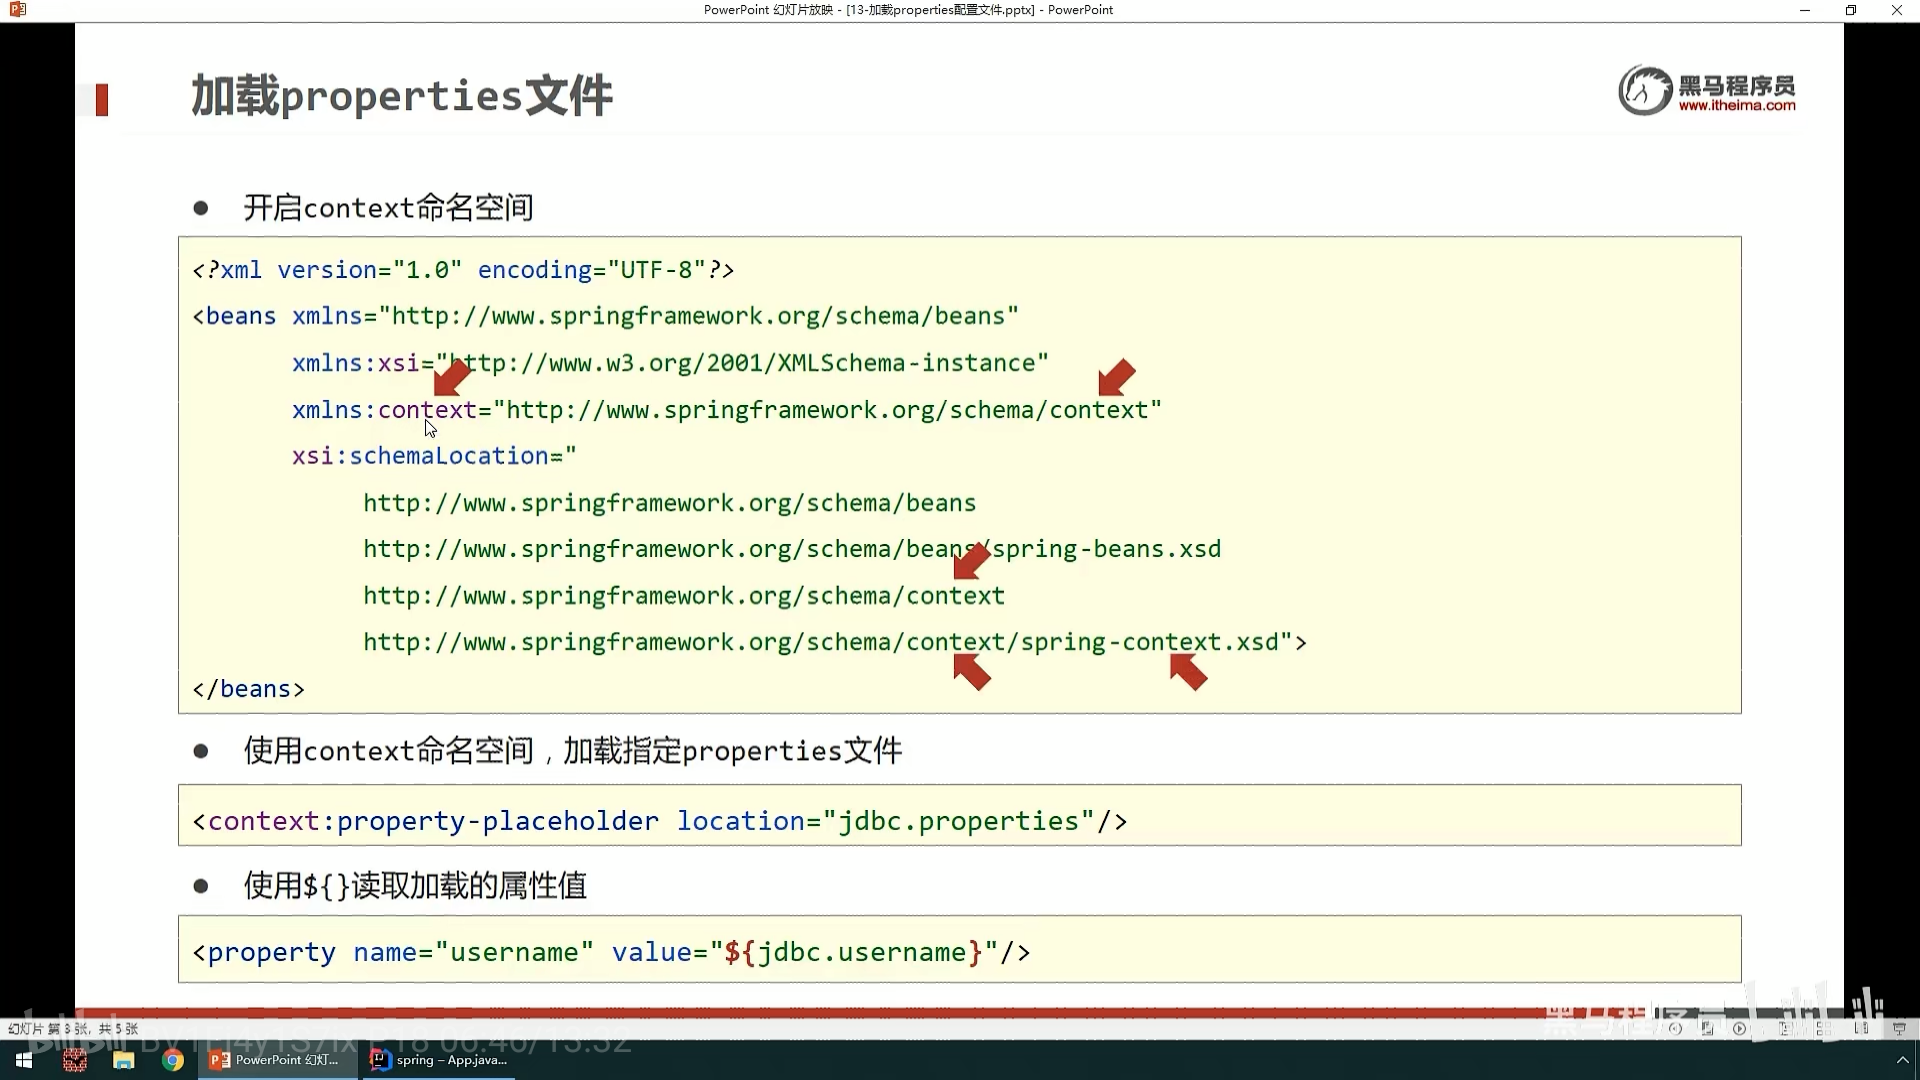 PowerPoint 幻灯片放映 - [13-加载properties配置文件.pptx] - PowerPoint
加载properties文件
黑马程序员
www.itheima.com
● 开启context命名空间
<?xml version="1.0" encoding="UTF-8"?>
<beans xmlns="http://www.springframework.org/schema/beans"
xmlns:xsi="http://www.w3.org/2001/XMLSchema-instance"
xmlns:context="http://www.springframework.org/schema/context"
xsi:schemaLocation="
http://www.springframework.org/schema/beans
http://www.springframework.org/schema/beans/spring-beans.xsd
http://www.springframework.org/schema/context
http://www.springframework.org/schema/context/spring-context.xsd">
</beans>
● 使用context命名空间，加载指定properties文件
<context:property-placeholder location="jdbc.properties"/>
● 使用${}读取加载的属性值
<property name="username" value="${jdbc.username}"/>
黑马程序员
幻灯片 第 3 张, 共 5 张
PowerPoint 幻灯...
spring – App.java...